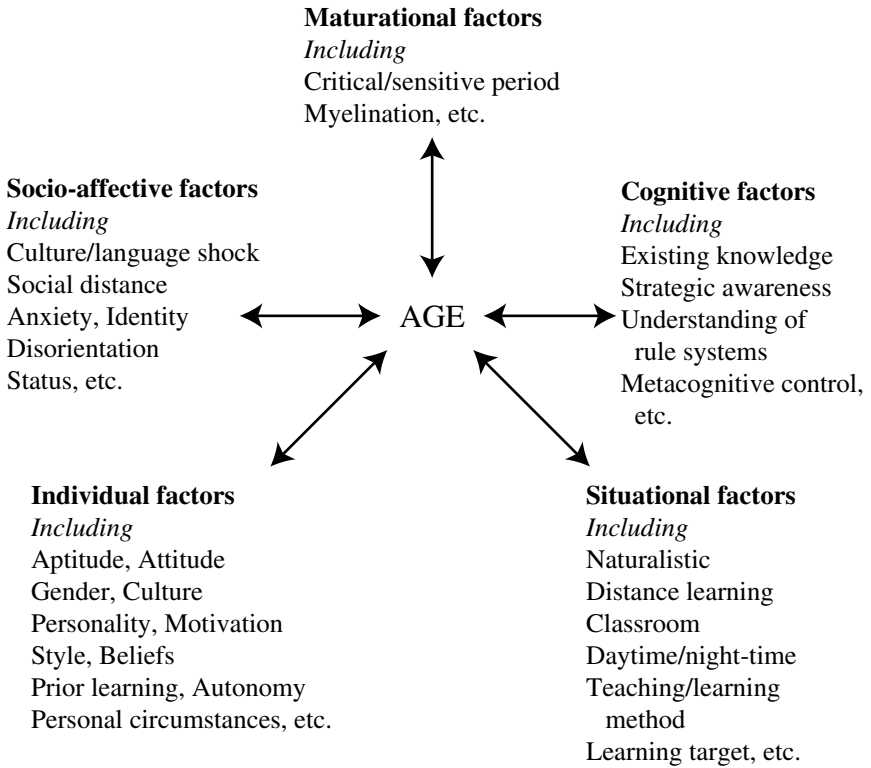 Maturational factors
Including
Critical/sensitive period
Myelination, etc.
Socio-affective factors
Including
Culture/language shock
Social distance
Anxiety, Identity
Disorientation
Status, etc.
AGE
Cognitive factors
Including
Existing knowledge
Strategic awareness
Understanding of
rule systems
Metacognitive control,
etc.
Individual factors
Including
Aptitude, Attitude
Gender, Culture
Personality, Motivation
Style, Beliefs
Prior learning, Autonomy
Personal circumstances, etc.
Situational factors
Including
Naturalistic
Distance learning
Classroom
Daytime/night-time
Teaching/learning
method
Learning target, etc.